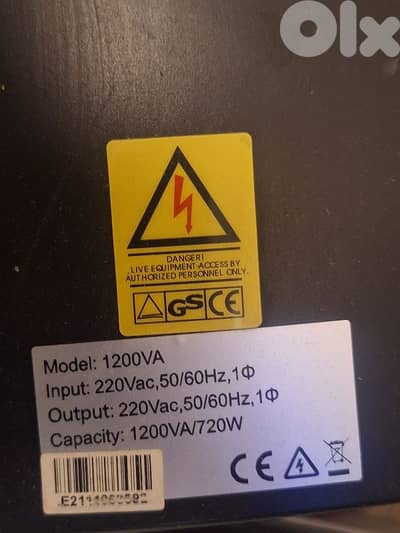 OLX
DANGER!
LIVE EQUIPMENT-ACCESS BY
AUTHORIZED PERSONNEL ONLY.
GS CE
Model: 1200VA
Input: 220Vac,50/60Hz,1Φ
Output: 220Vac,50/60Hz,1Φ
Capacity: 1200VA/720W
CE